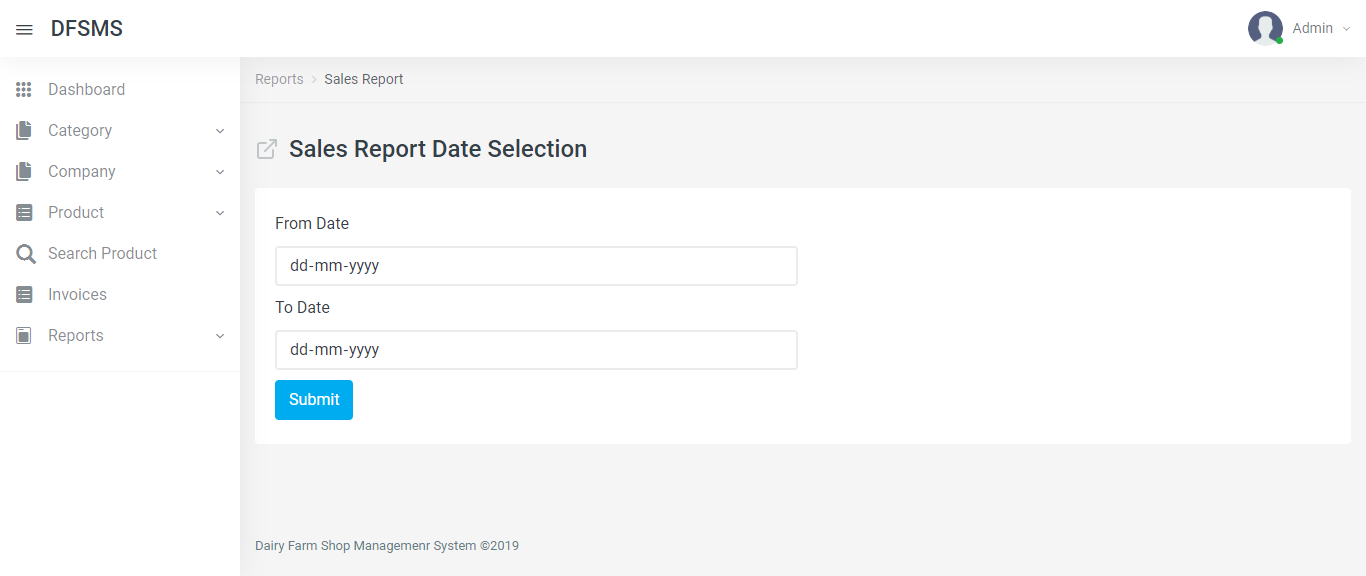 DFSMS
Admin
Dashboard
Category
Company
Product
Search Product
Invoices
Reports
Reports > Sales Report
Sales Report Date Selection
From Date
dd-mm-yyyy
To Date
dd-mm-yyyy
Submit
Dairy Farm Shop Managemenr System ©2019